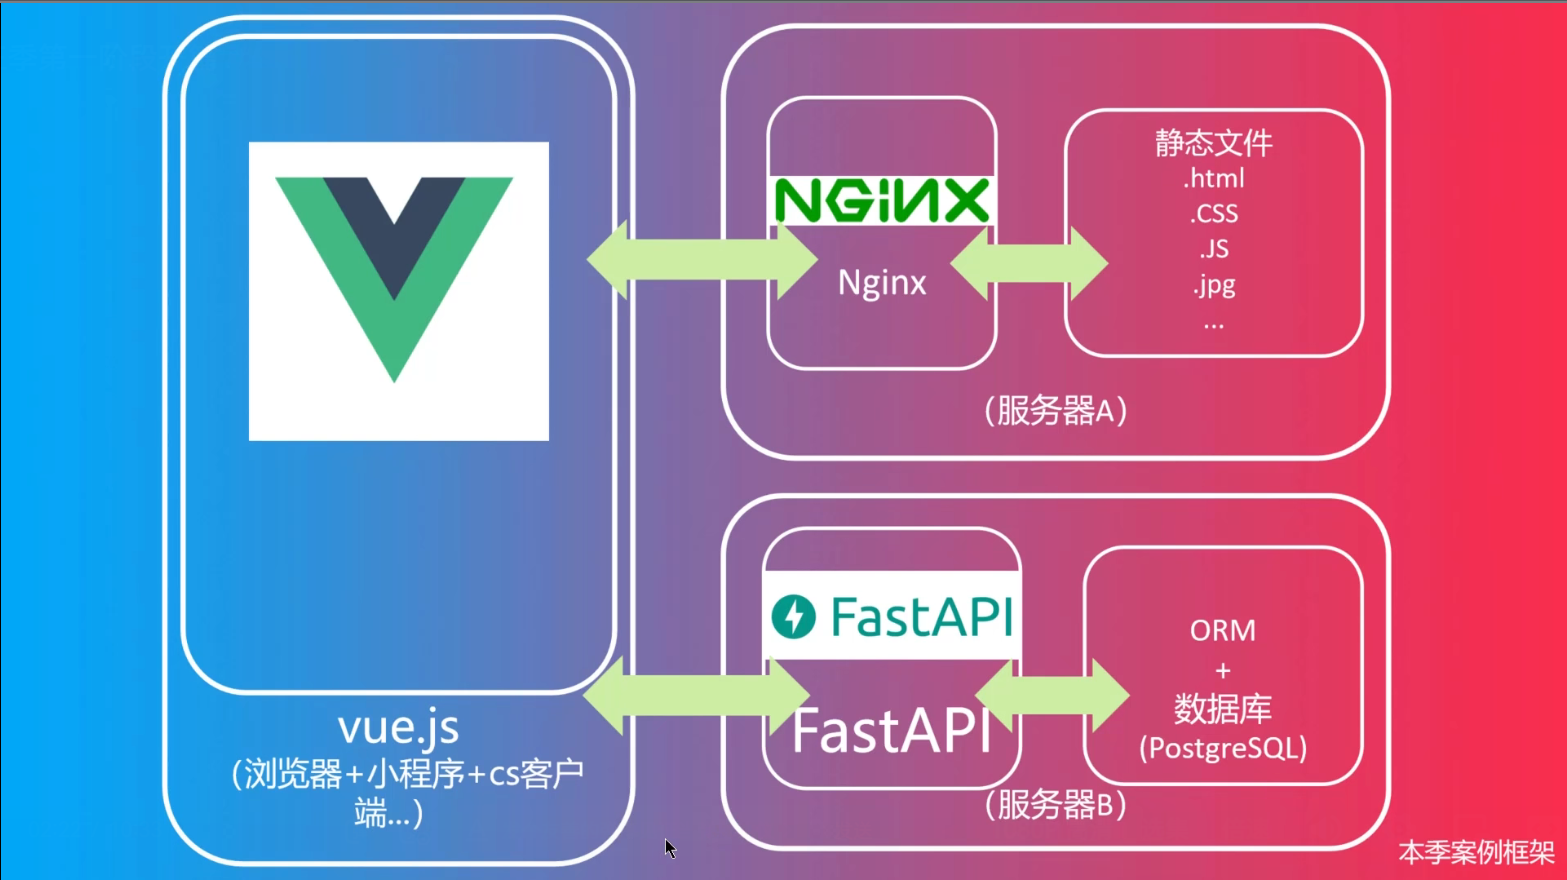 vue.js
(浏览器+小程序+cs客户
端...)
NGiNX
Nginx
静态文件
.html
.CSS
.JS
.jpg
...
(服务器A)
FastAPI
FastAPI
ORM
+
数据库
(PostgreSQL)
(服务器B)
本季案例框架